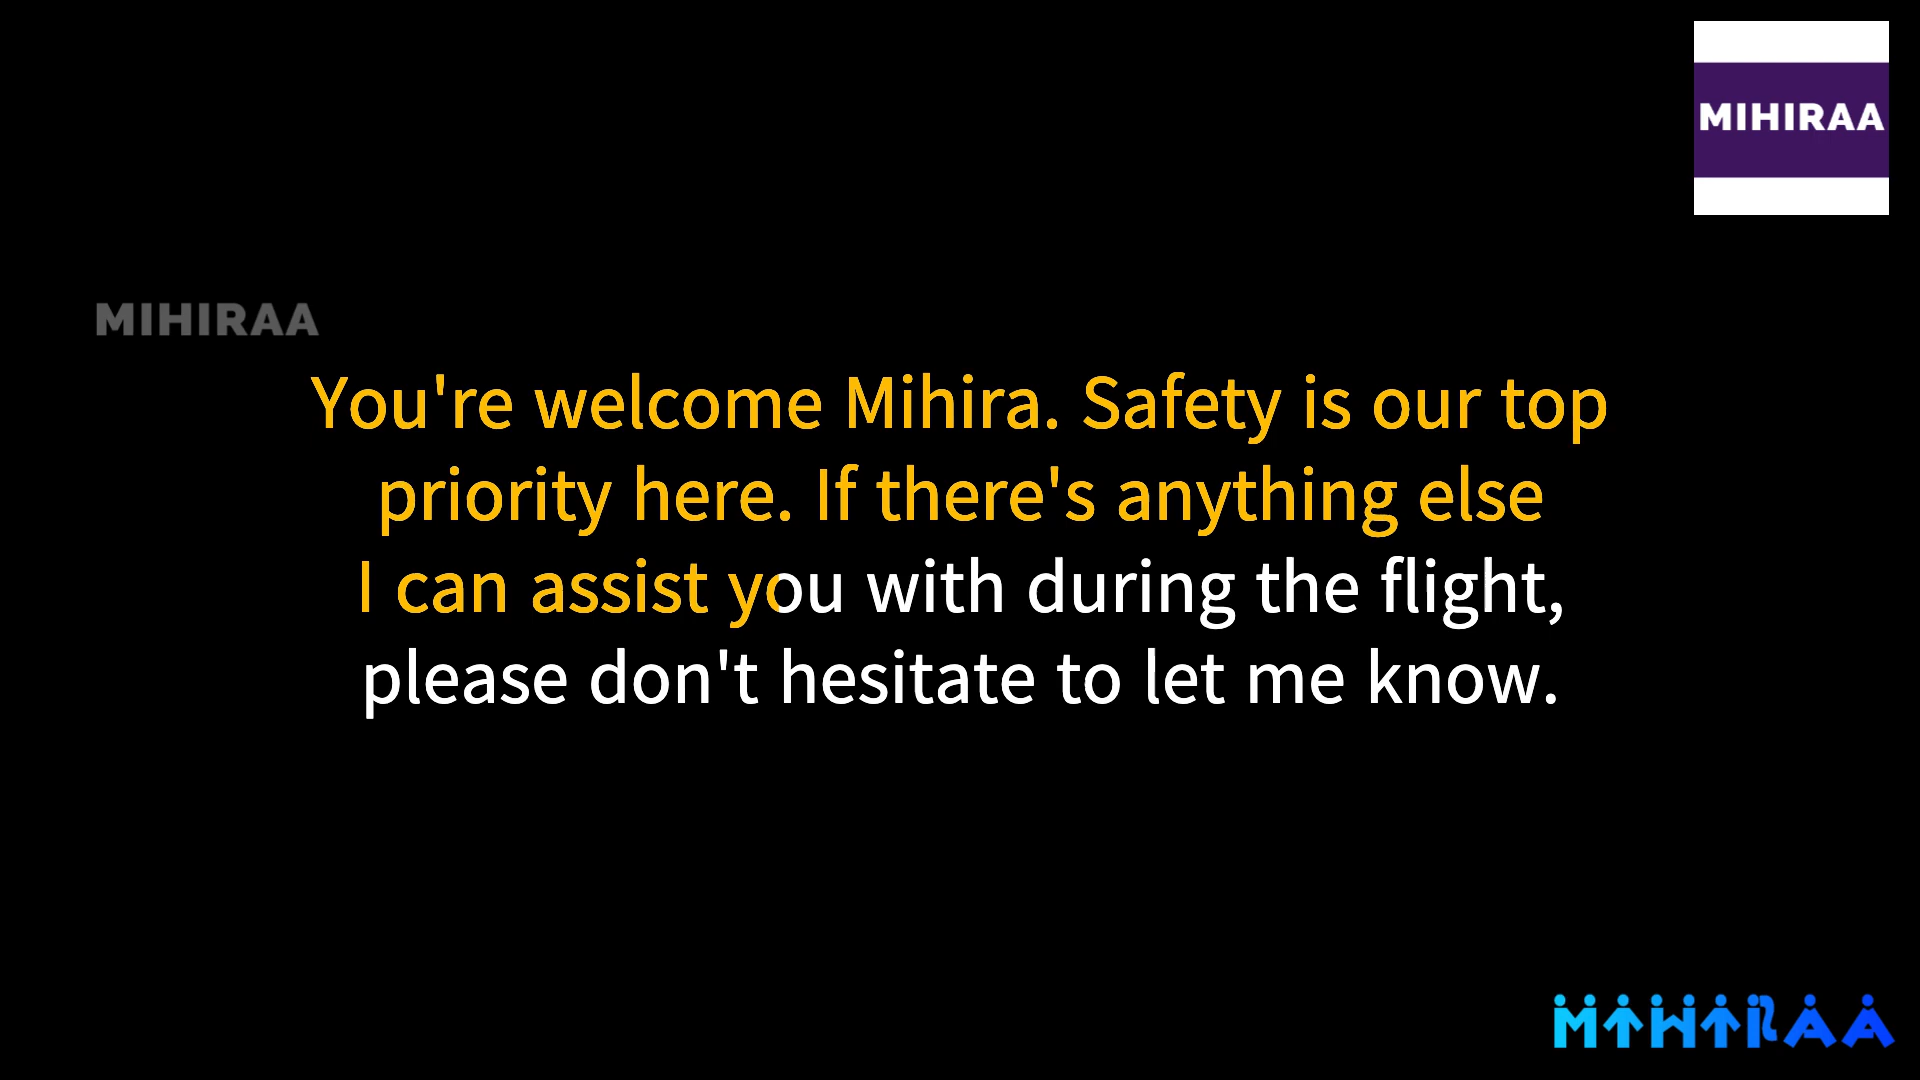 MIHIRAA
MIHIRAA
You're welcome Mihira. Safety is our top
priority here. If there's anything else
I can assist you with during the flight,
please don't hesitate to let me know.
MIHIRAA